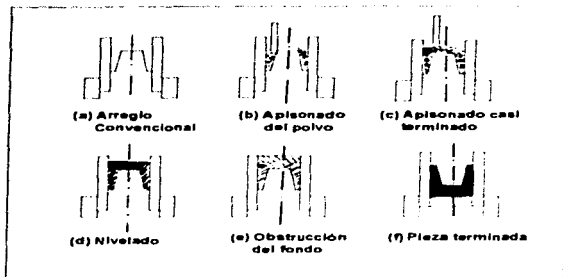 (a) Arreglo
Convencional
(b) Apisonado
del polvo
(c) Apisonado casi
terminado
(d) Nivelado
(e) Obstrucción
del fondo
(f) Pieza terminada